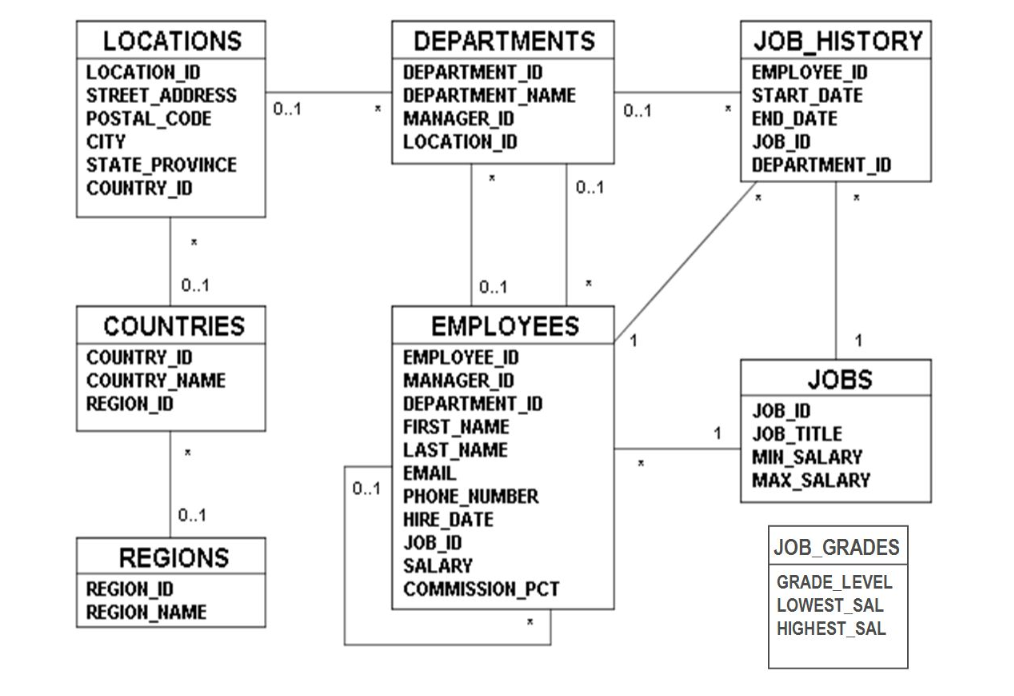 LOCATIONS
LOCATION_ID
STREET_ADDRESS
POSTAL_CODE
CITY
STATE_PROVINCE
COUNTRY_ID
0..1
*
DEPARTMENTS
DEPARTMENT_ID
DEPARTMENT_NAME
MANAGER_ID
LOCATION_ID
0..1
*
JOB_HISTORY
EMPLOYEE_ID
START_DATE
END_DATE
JOB_ID
DEPARTMENT_ID
*
0..1
*
0..1
0..1
*
*
1
*
1
COUNTRIES
COUNTRY_ID
COUNTRY_NAME
REGION_ID
*
0..1
EMPLOYEES
EMPLOYEE_ID
MANAGER_ID
DEPARTMENT_ID
FIRST_NAME
LAST_NAME
EMAIL
PHONE_NUMBER
HIRE_DATE
JOB_ID
SALARY
COMMISSION_PCT
0..1
*
1
*
JOBS
JOB_ID
JOB_TITLE
MIN_SALARY
MAX_SALARY
REGIONS
REGION_ID
REGION_NAME
JOB_GRADES
GRADE_LEVEL
LOWEST_SAL
HIGHEST_SAL